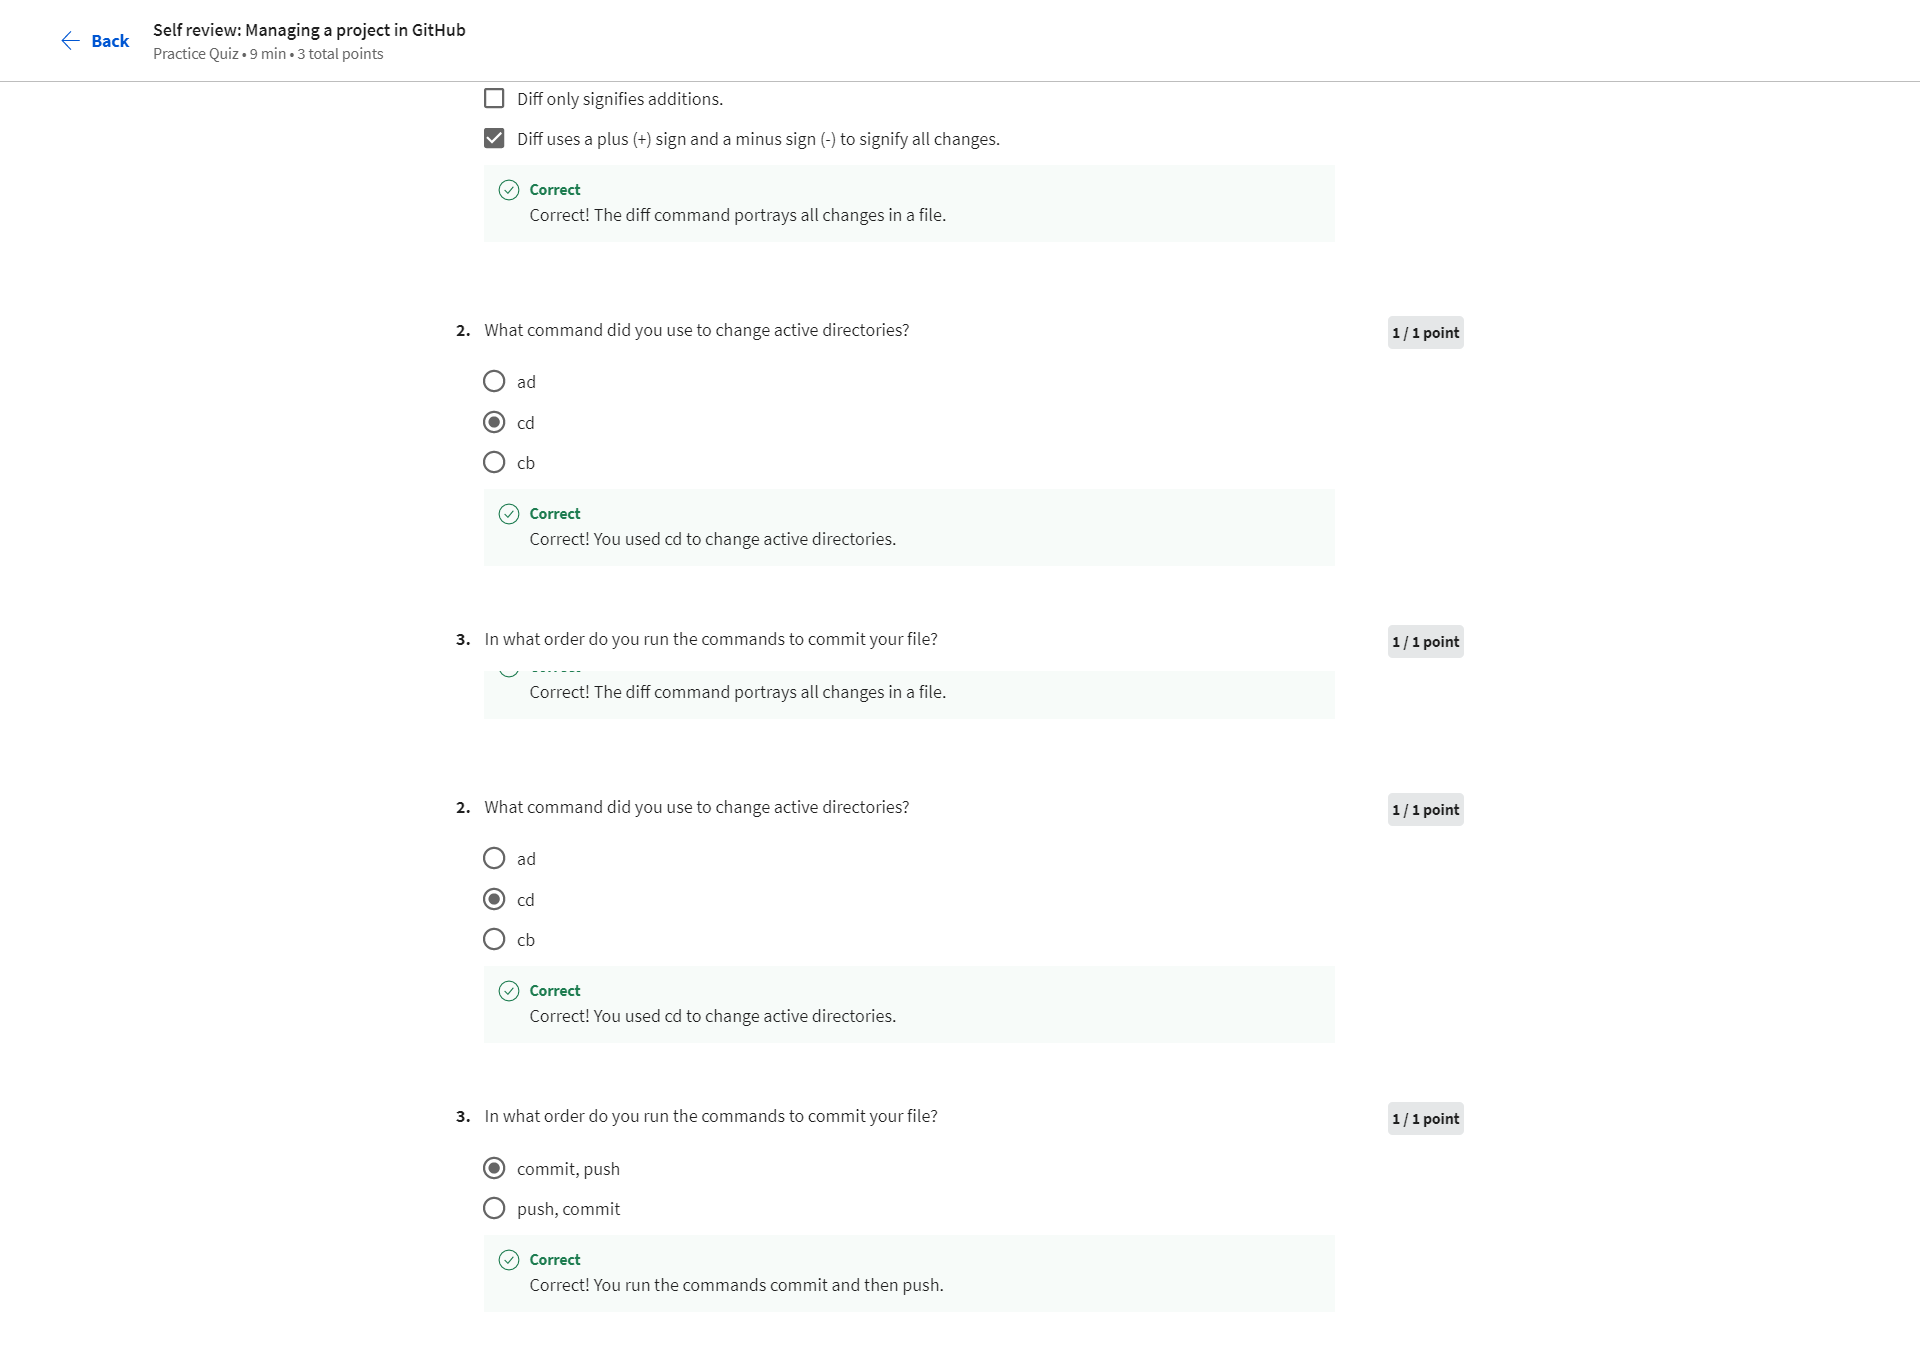 Back
Self review: Managing a project in GitHub
Practice Quiz • 9 min • 3 total points
Diff only signifies additions.
Diff uses a plus (+) sign and a minus sign (-) to signify all changes.
Correct
Correct! The diff command portrays all changes in a file.
2. What command did you use to change active directories?
1 / 1 point
ad
cd
cb
Correct
Correct! You used cd to change active directories.
3. In what order do you run the commands to commit your file?
1 / 1 point
Correct! The diff command portrays all changes in a file.
2. What command did you use to change active directories?
1 / 1 point
ad
cd
cb
Correct
Correct! You used cd to change active directories.
3. In what order do you run the commands to commit your file?
1 / 1 point
commit, push
push, commit
Correct
Correct! You run the commands commit and then push.